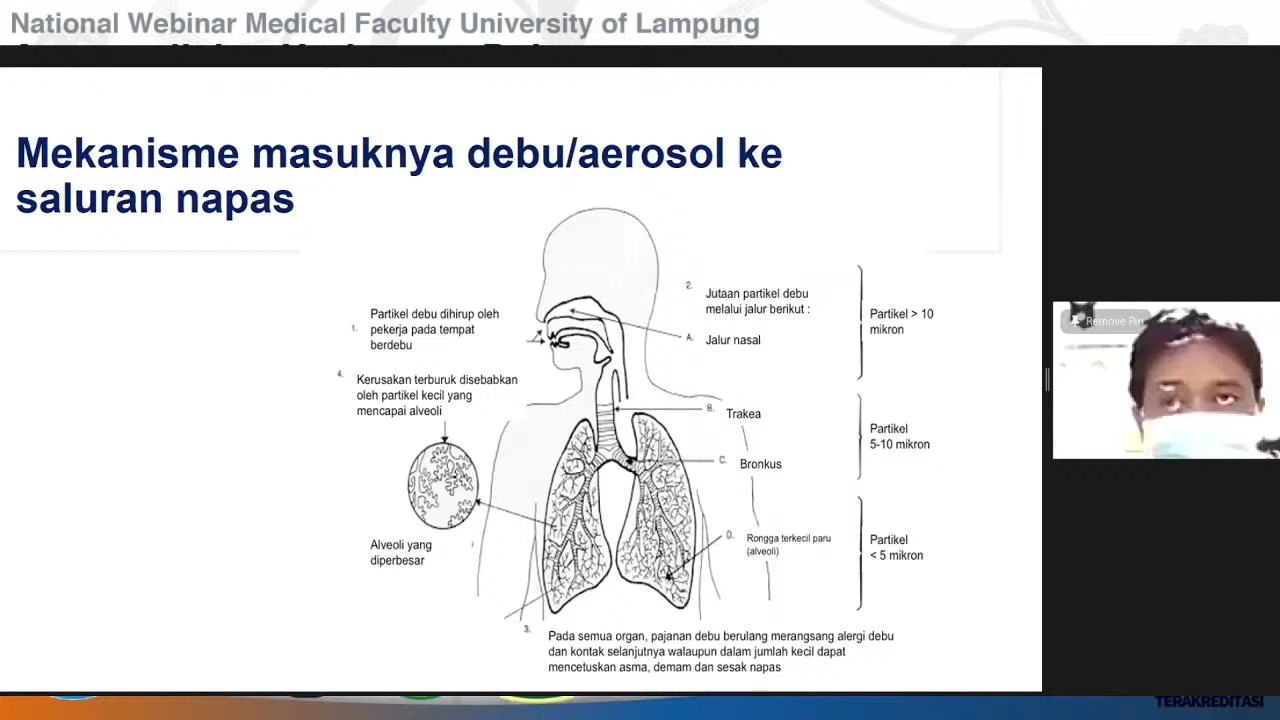 National Webinar Medical Faculty University of Lampung
Mekanisme masuknya debu/aerosol ke
saluran napas
1.
Partikel debu dihirup oleh
pekerja pada tempat
berdebu
2.
Jutaan partikel debu
melalui jalur berikut :
A. Jalur nasal
Partikel > 10
mikron
Remove Pin
4.
Kerusakan terburuk disebabkan
oleh partikel kecil yang
mencapai alveoli
B. Trakea
C. Bronkus
Partikel
5-10 mikron
Alveoli yang
diperbesar
D. Rongga terkecil paru
(alveoli)
Partikel
< 5 mikron
3.
Pada semua organ, pajanan debu berulang merangsang alergi debu
dan kontak selanjutnya walaupun dalam jumlah kecil dapat
mencetuskan asma, demam dan sesak napas
TERAKREDITASI